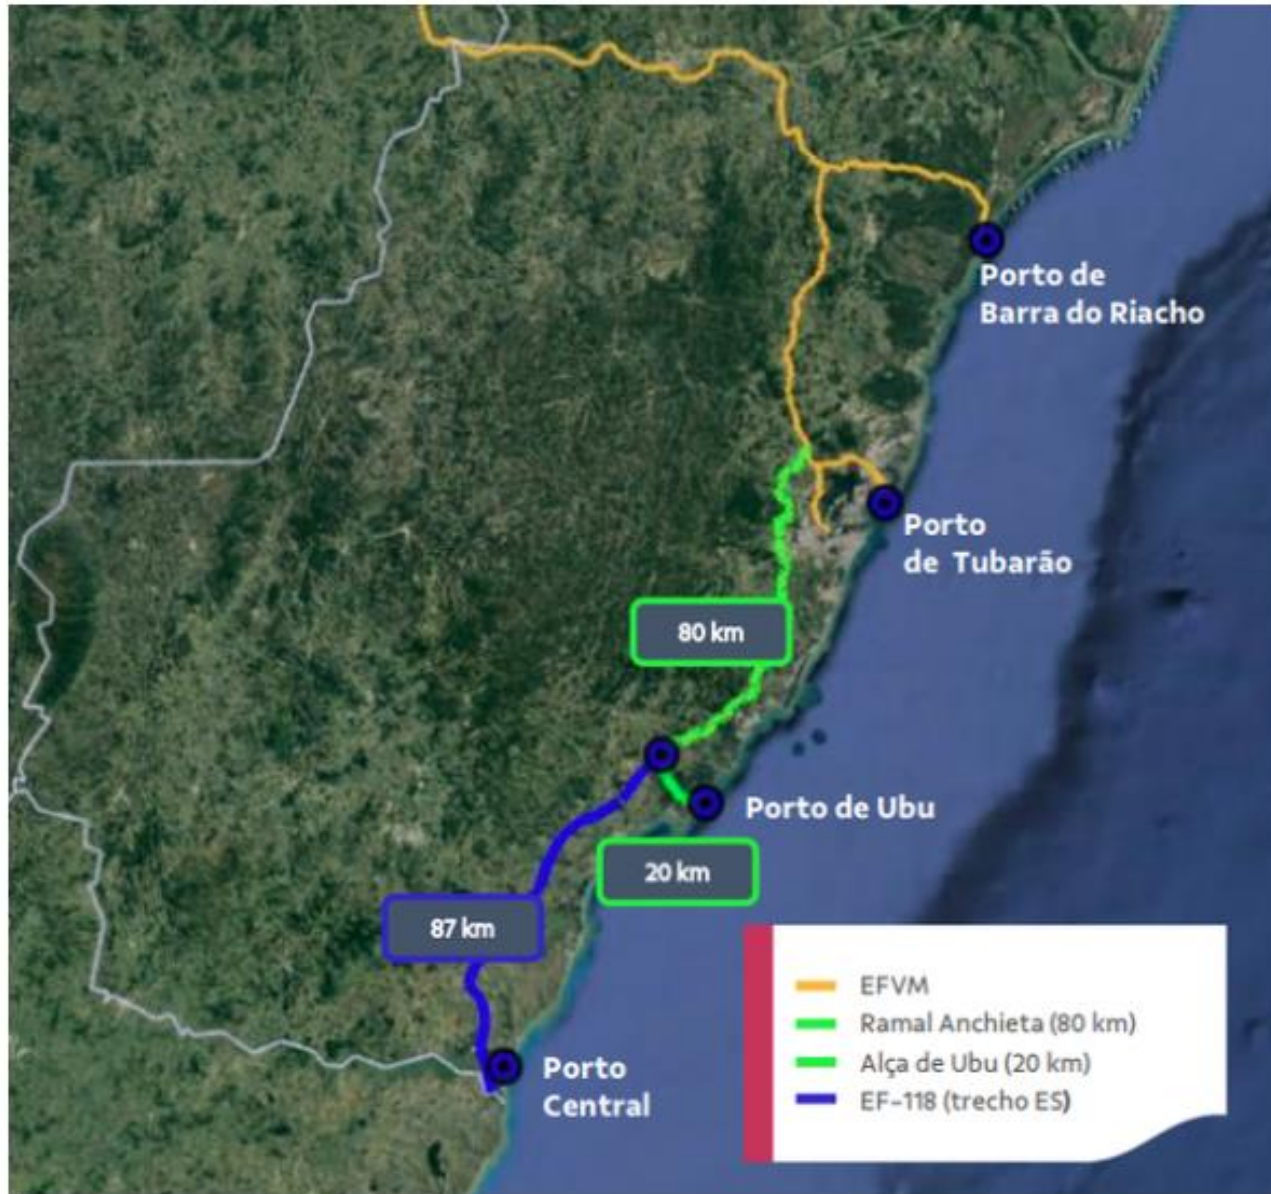 Porto de
Barra do Riacho
Porto
de Tubarão
80 km
Porto de Ubu
20 km
87 km
Porto
Central
EFVM
Ramal Anchieta (80 km)
Alça de Ubu (20 km)
EF-118 (trecho ES)